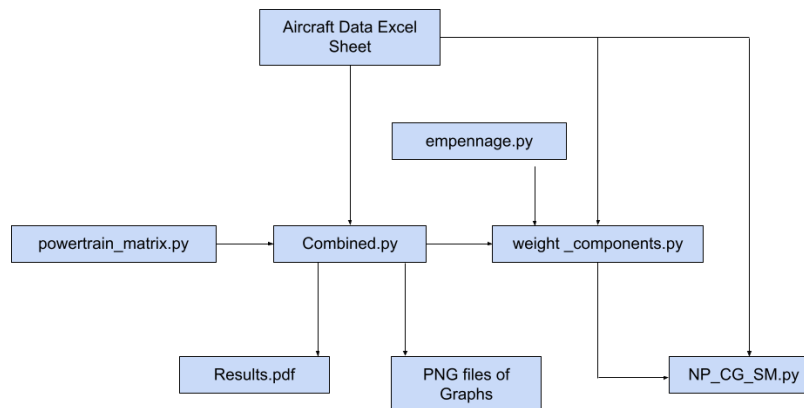 Aircraft Data Excel
Sheet
empennage.py
powertrain_matrix.py
Combined.py
weight _components.py
Results.pdf
PNG files of
Graphs
NP_CG_SM.py